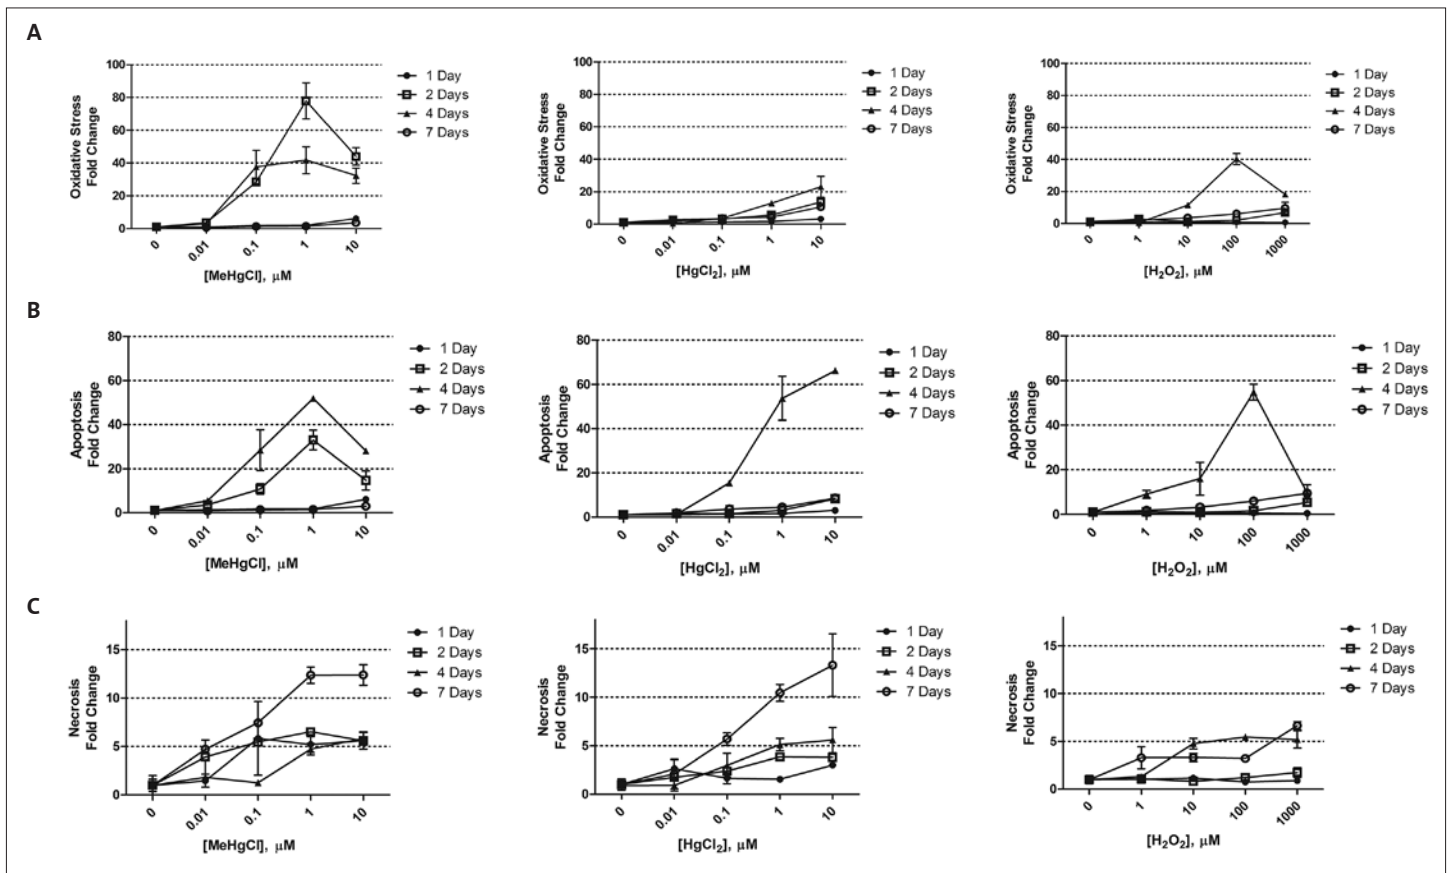 A
Oxidative Stress
Fold Change
100
80
60
40
20
0
0
0.01
0.1
1
10
[MeHgCl], μM
1 Day
2 Days
4 Days
7 Days
Oxidative Stress
Fold Change
100
80
60
40
20
0
0
0.01
0.1
1
10
[HgCl2], μM
1 Day
2 Days
4 Days
7 Days
Oxidative Stress
Fold Change
100
80
60
40
20
0
0
1
10
100
1000
[H2O2], μM
1 Day
2 Days
4 Days
7 Days
B
Apoptosis
Fold Change
80
60
40
20
0
0
0.01
0.1
1
10
[MeHgCl], μM
1 Day
2 Days
4 Days
7 Days
Apoptosis
Fold Change
80
60
40
20
0
0
0.01
0.1
1
10
[HgCl2], μM
1 Day
2 Days
4 Days
7 Days
Apoptosis
Fold Change
80
60
40
20
0
0
1
10
100
1000
[H2O2], μM
1 Day
2 Days
4 Days
7 Days
C
Necrosis
Fold Change
15
10
5
0
0
0.01
0.1
1
10
[MeHgCl], μM
1 Day
2 Days
4 Days
7 Days
Necrosis
Fold Change
15
10
5
0
0
0.01
0.1
1
10
[HgCl2], μM
1 Day
2 Days
4 Days
7 Days
Necrosis
Fold Change
15
10
5
0
0
1
10
100
1000
[H2O2], μM
1 Day
2 Days
4 Days
7 Days